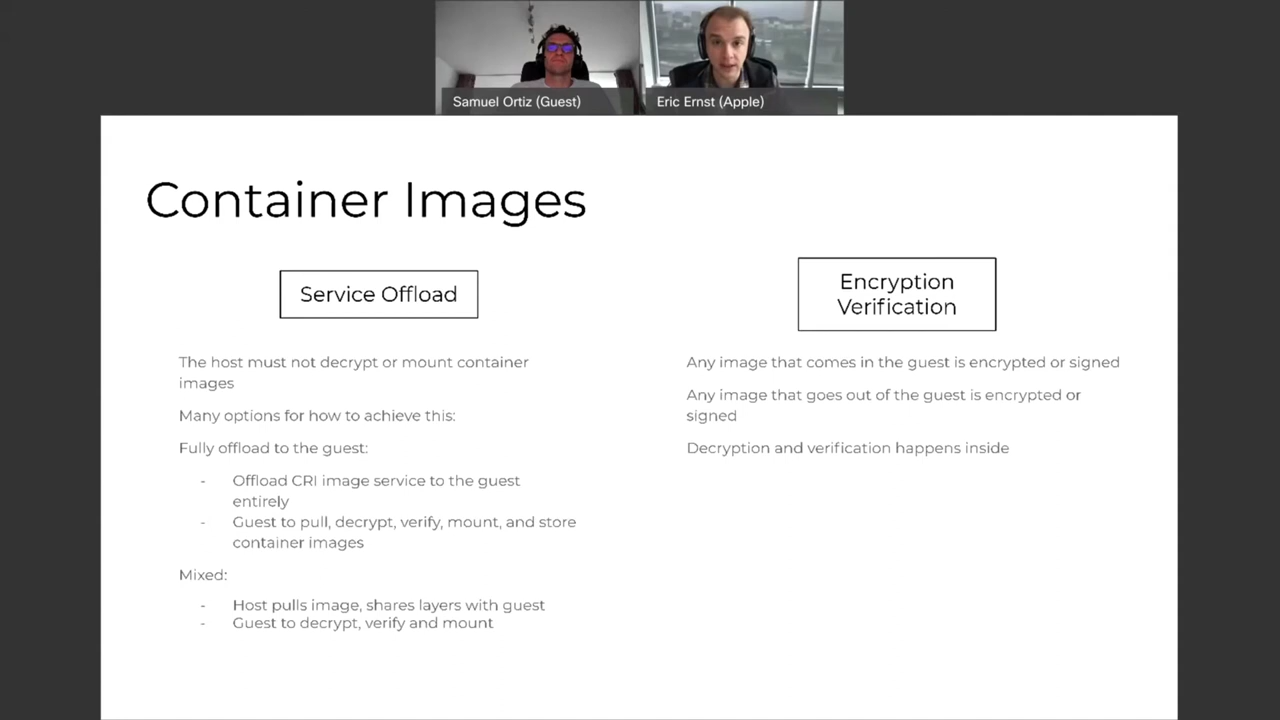 Samuel Ortiz (Guest)
Eric Ernst (Apple)
Container Images
Service Offload
The host must not decrypt or mount container
images
Many options for how to achieve this:
Fully offload to the guest:
- Offload CRI image service to the guest
entirely
- Guest to pull, decrypt, verify, mount, and store
container images
Mixed:
- Host pulls image, shares layers with guest
- Guest to decrypt, verify and mount
Encryption
Verification
Any image that comes in the guest is encrypted or signed
Any image that goes out of the guest is encrypted or
signed
Decryption and verification happens inside